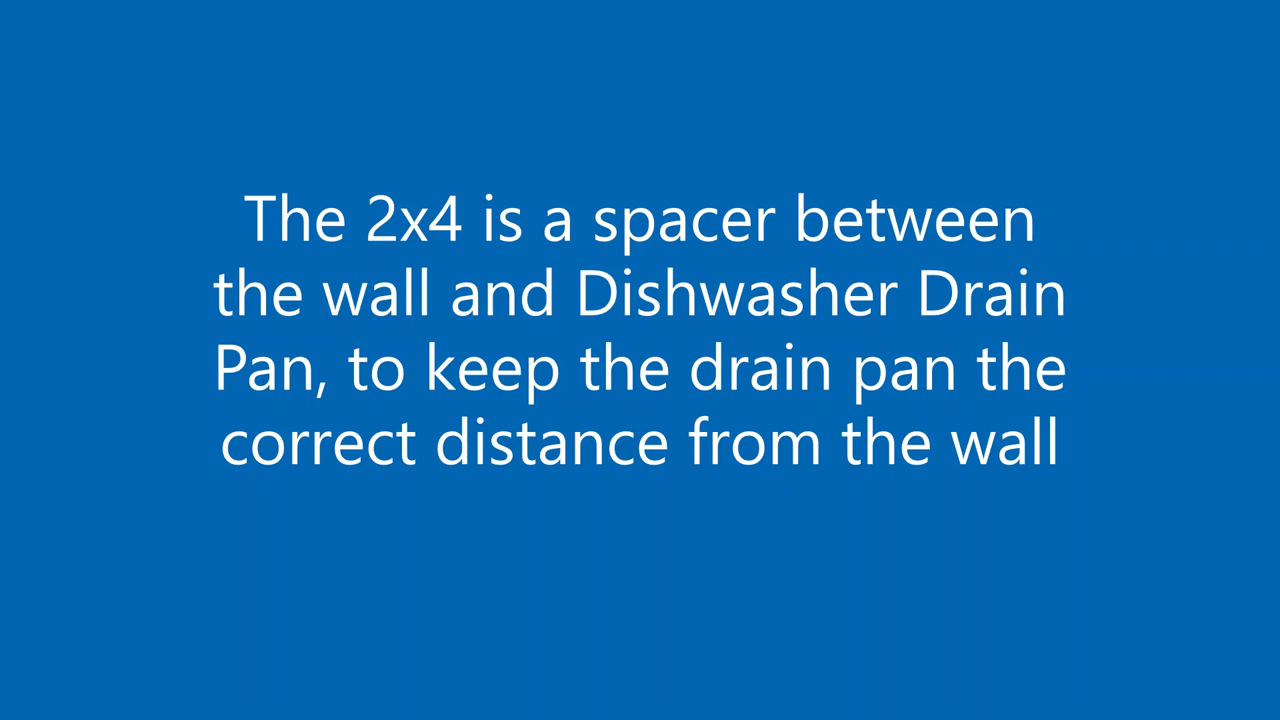 The 2x4 is a spacer between
the wall and Dishwasher Drain
Pan, to keep the drain pan the
correct distance from the wall